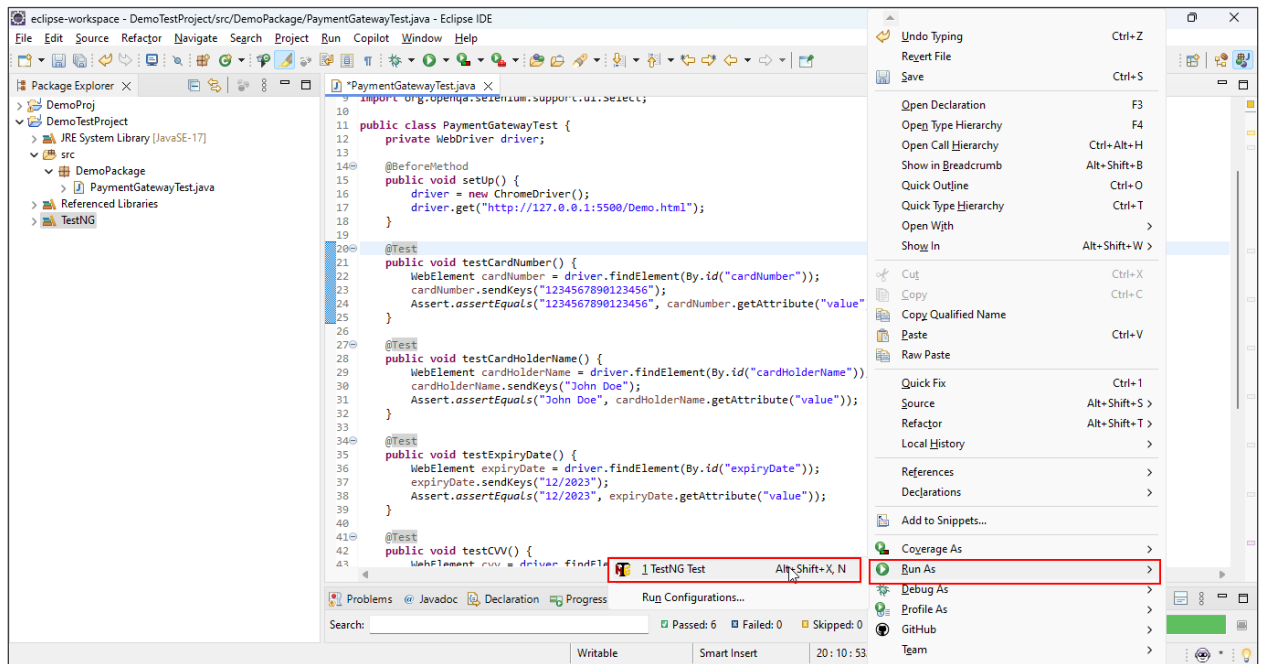 eclipse-workspace - DemoTestProject/src/DemoPackage/PaymentGatewayTest.java - Eclipse IDE
File Edit Source Refactor Navigate Search Project Run Copilot Window Help
Package Explorer
DemoProj
DemoTestProject
JRE System Library [JavaSE-17]
src
DemoPackage
PaymentGatewayTest.java
Referenced Libraries
TestNG
*PaymentGatewayTest.java
9 import org.openqa.selenium.support.ui.Select;
10
11 public class PaymentGatewayTest {
12 private WebDriver driver;
13
14 @BeforeMethod
15 public void setUp() {
16 driver = new ChromeDriver();
17 driver.get("http://127.0.0.1:5500/Demo.html");
18 }
19
20 @Test
21 public void testCardNumber() {
22 WebElement cardNumber = driver.findElement(By.id("cardNumber"));
23 cardNumber.sendKeys("1234567890123456");
24 Assert.assertEquals("1234567890123456", cardNumber.getAttribute("value"
25 }
26
27 @Test
28 public void testCardHolderName() {
29 WebElement cardHolderName = driver.findElement(By.id("cardHolderName"))
30 cardHolderName.sendKeys("John Doe");
31 Assert.assertEquals("John Doe", cardHolderName.getAttribute("value"));
32 }
33
34 @Test
35 public void testExpiryDate() {
36 WebElement expiryDate = driver.findElement(By.id("expiryDate"));
37 expiryDate.sendKeys("12/2023");
38 Assert.assertEquals("12/2023", expiryDate.getAttribute("value"));
39 }
40
41 @Test
42 public void testCVV() {
43 WebElement cvv = driver.findEle
1 TestNG Test Alt+Shift+X, N
Run Configurations...
Undo Typing Ctrl+Z
Revert File
Save Ctrl+S
Open Declaration F3
Open Type Hierarchy F4
Open Call Hierarchy Ctrl+Alt+H
Show in Breadcrumb Alt+Shift+B
Quick Outline Ctrl+O
Quick Type Hierarchy Ctrl+T
Open With
Show In Alt+Shift+W
Cut Ctrl+X
Copy Ctrl+C
Copy Qualified Name
Paste Ctrl+V
Raw Paste
Quick Fix Ctrl+1
Source Alt+Shift+S
Refactor Alt+Shift+T
Local History
References
Declarations
Add to Snippets...
Coverage As
Run As
Debug As
Profile As
GitHub
Team
Problems Javadoc Declaration Progress
Search: Passed: 6 Failed: 0 Skipped: 0
Writable Smart Insert 20 : 10 : 53